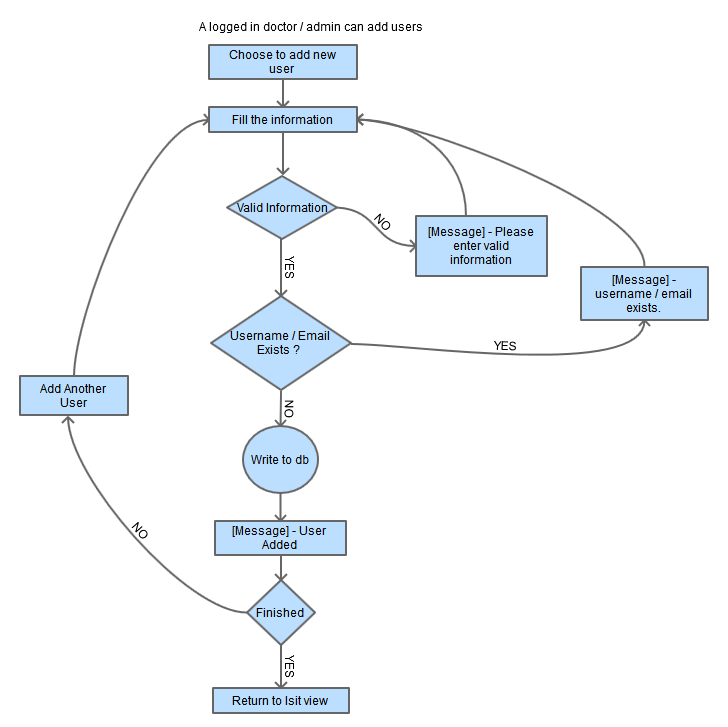 A logged in doctor / admin can add users
Choose to add new
user
Fill the information
Valid Information
NO
[Message] - Please
enter valid
information
YES
[Message] -
username / email
exists.
Username / Email
Exists ?
YES
Add Another
User
NO
Write to db
[Message] - User
Added
NO
Finished
YES
Return to lsit view